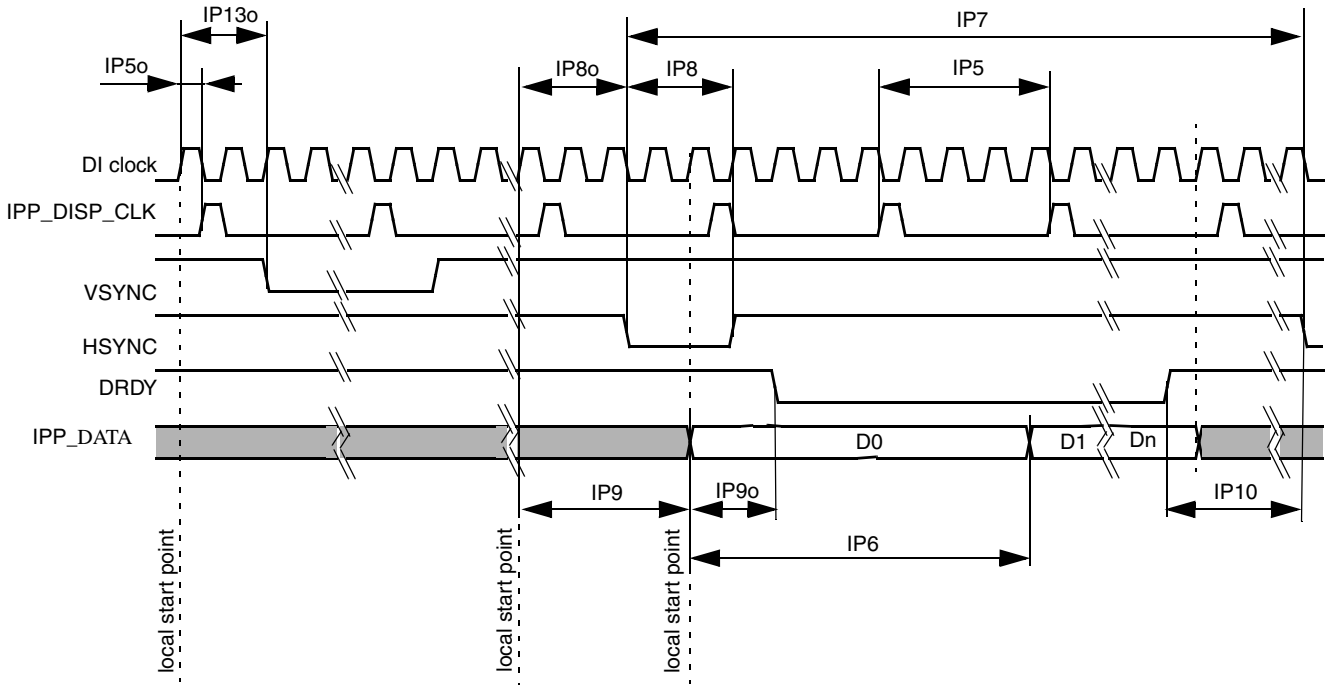 IP13o
IP7
IP5o
IP8o
IP8
IP5
DI clock
IPP_DISP_CLK
VSYNC
HSYNC
DRDY
IPP_DATA
D0
D1
Dn
IP9
IP9o
IP10
IP6
local start point
local start point
local start point